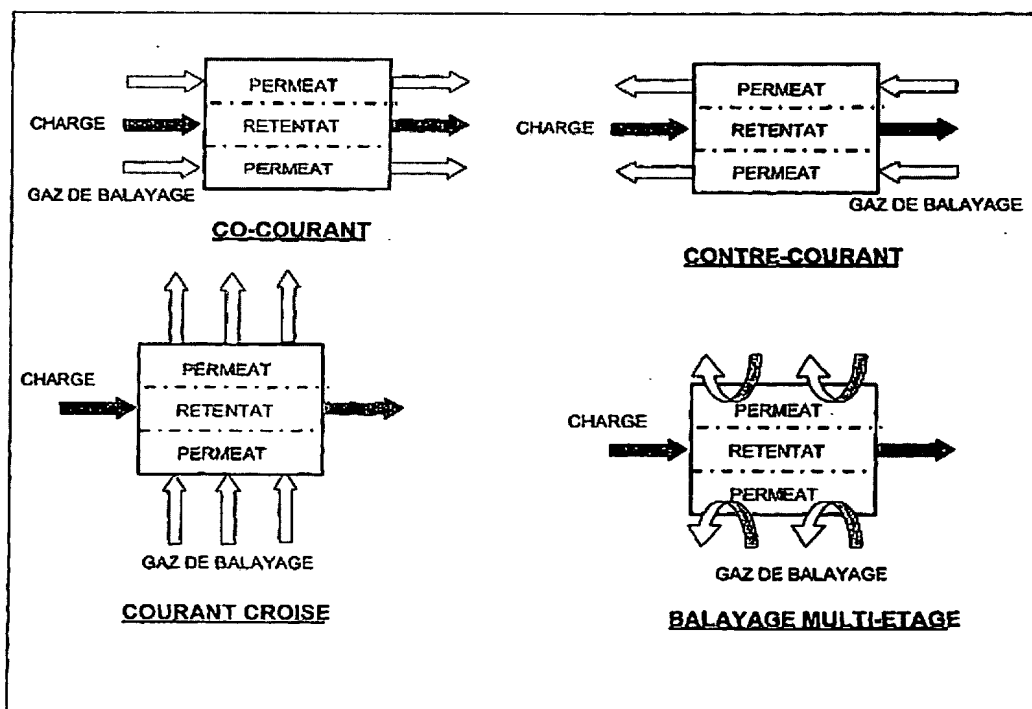 PERMEAT
CHARGE
RETENTAT
PERMEAT
GAZ DE BALAYAGE
CO-COURANT
PERMEAT
CHARGE
RETENTAT
PERMEAT
GAZ DE BALAYAGE
CONTRE-COURANT
PERMEAT
CHARGE
RETENTAT
PERMEAT
GAZ DE BALAYAGE
COURANT CROISE
PERMEAT
CHARGE
RETENTAT
PERMEAT
GAZ DE BALAYAGE
BALAYAGE MULTI-ETAGE